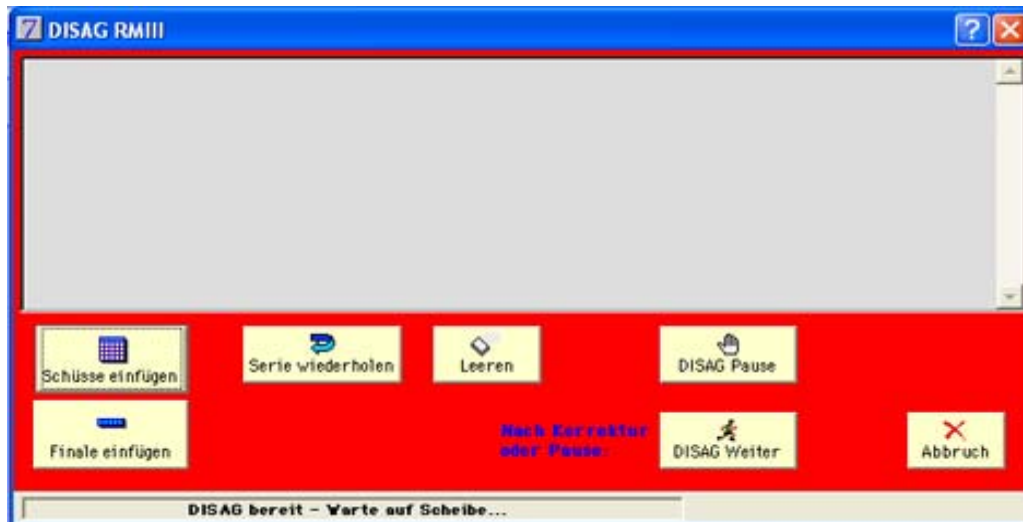 DISAG RMIII
Schüsse einfügen
Serie wiederholen
Leeren
DISAG Pause
Finale einfügen
Nach Korrektur
oder Pause:
DISAG Weiter
Abbruch
DISAG bereit - Warte auf Scheibe...